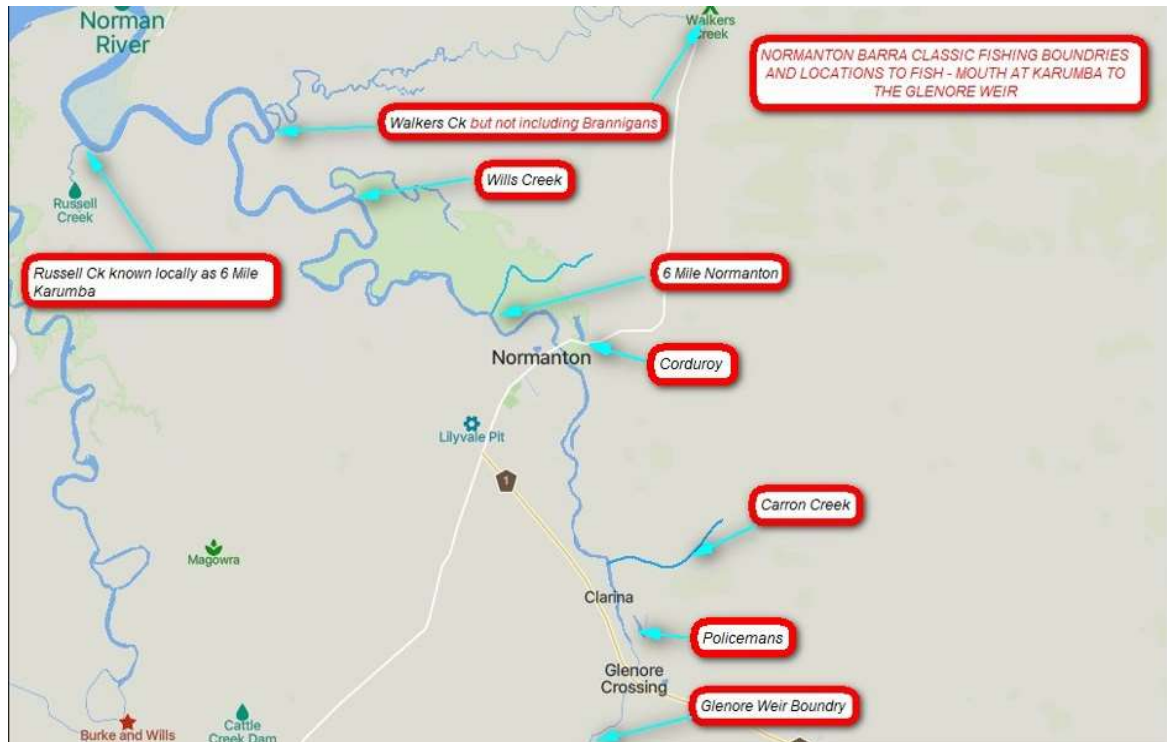 Norman
River
Walkers
Creek
NORMANTON BARRA CLASSIC FISHING BOUNDRIES
AND LOCATIONS TO FISH - MOUTH AT KARUMBA TO
THE GLENORE WEIR
Walkers Ck but not including Brannigans
Wills Creek
Russell
Creek
Russell Ck known locally as 6 Mile
Karumba
6 Mile Normanton
Normanton
Corduroy
Lilyvale Pit
1
Carron Creek
Magowra
Clarina
Policemans
Glenore
Crossing
Glenore Weir Boundry
Burke and Wills
Cattle
Creek Dam